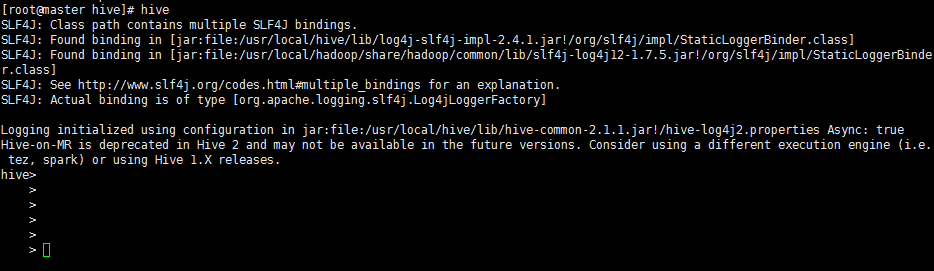 [root@master hive]# hive
SLF4J: Class path contains multiple SLF4J bindings.
SLF4J: Found binding in [jar:file:/usr/local/hive/lib/log4j-slf4j-impl-2.4.1.jar!/org/slf4j/impl/StaticLoggerBinder.class]
SLF4J: Found binding in [jar:file:/usr/local/hadoop/share/hadoop/common/lib/slf4j-log4j12-1.7.5.jar!/org/slf4j/impl/StaticLoggerBinde
r.class]
SLF4J: See http://www.slf4j.org/codes.html#multiple_bindings for an explanation.
SLF4J: Actual binding is of type [org.apache.logging.slf4j.Log4jLoggerFactory]

Logging initialized using configuration in jar:file:/usr/local/hive/lib/hive-common-2.1.1.jar!/hive-log4j2.properties Async: true
Hive-on-MR is deprecated in Hive 2 and may not be available in the future versions. Consider using a different execution engine (i.e.
 tez, spark) or using Hive 1.X releases.
hive>
    >
    >
    >
    >
    >